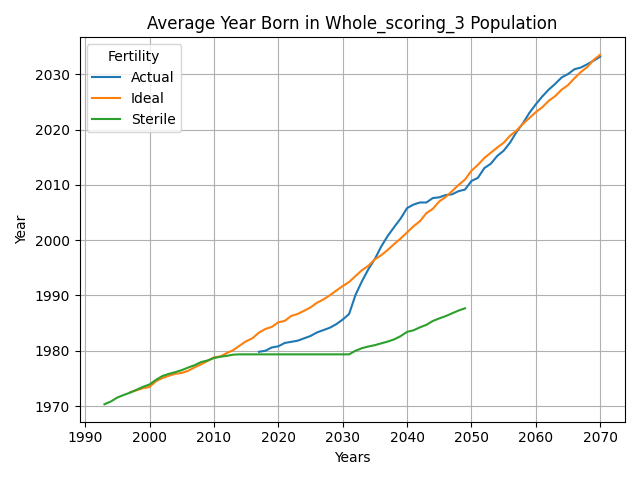 Average Year Born in Whole_scoring_3 Population
Fertility
Actual
Ideal
Sterile
Year
2030
2020
2010
2000
1990
1980
1970
1990 2000 2010 2020 2030 2040 2050 2060 2070
Years